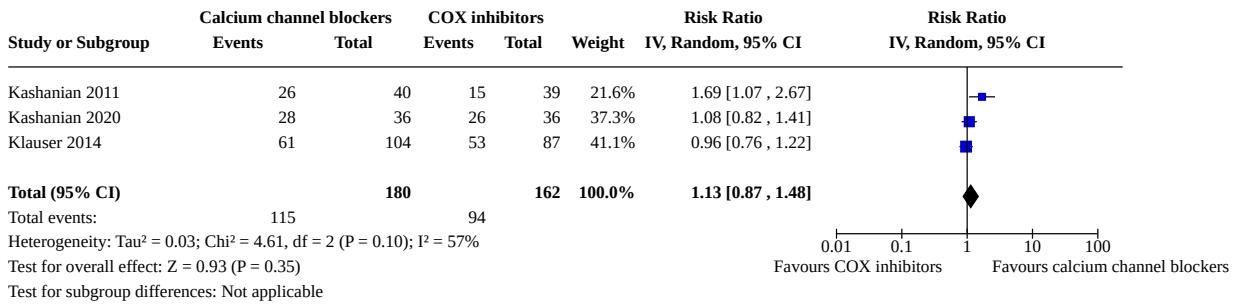 Calcium channel blockers COX inhibitors Risk Ratio Risk Ratio
Study or Subgroup Events Total Events Total Weight IV, Random, 95% CI IV, Random, 95% CI
Kashanian 2011 26 40 15 39 21.6% 1.69 [1.07 , 2.67]
Kashanian 2020 28 36 26 36 37.3% 1.08 [0.82 , 1.41]
Klauser 2014 61 104 53 87 41.1% 0.96 [0.76 , 1.22]
Total (95% CI) 180 162 100.0% 1.13 [0.87 , 1.48]
Total events: 115 94
Heterogeneity: Tau² = 0.03; Chi² = 4.61, df = 2 (P = 0.10); I² = 57%
0.01 0.1 1 10 100
Test for overall effect: Z = 0.93 (P = 0.35) Favours COX inhibitors Favours calcium channel blockers
Test for subgroup differences: Not applicable